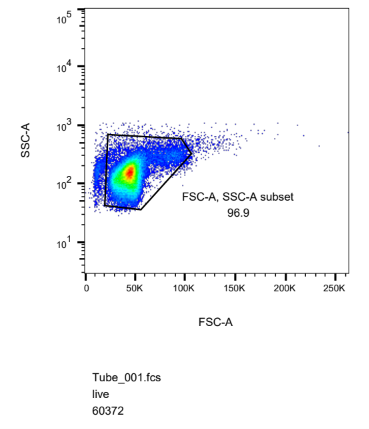 10^5
10^4
10^3
10^2
10^1
SSC-A
FSC-A, SSC-A subset
96.9
0 50K 100K 150K 200K 250K
FSC-A
Tube_001.fcs
live
60372